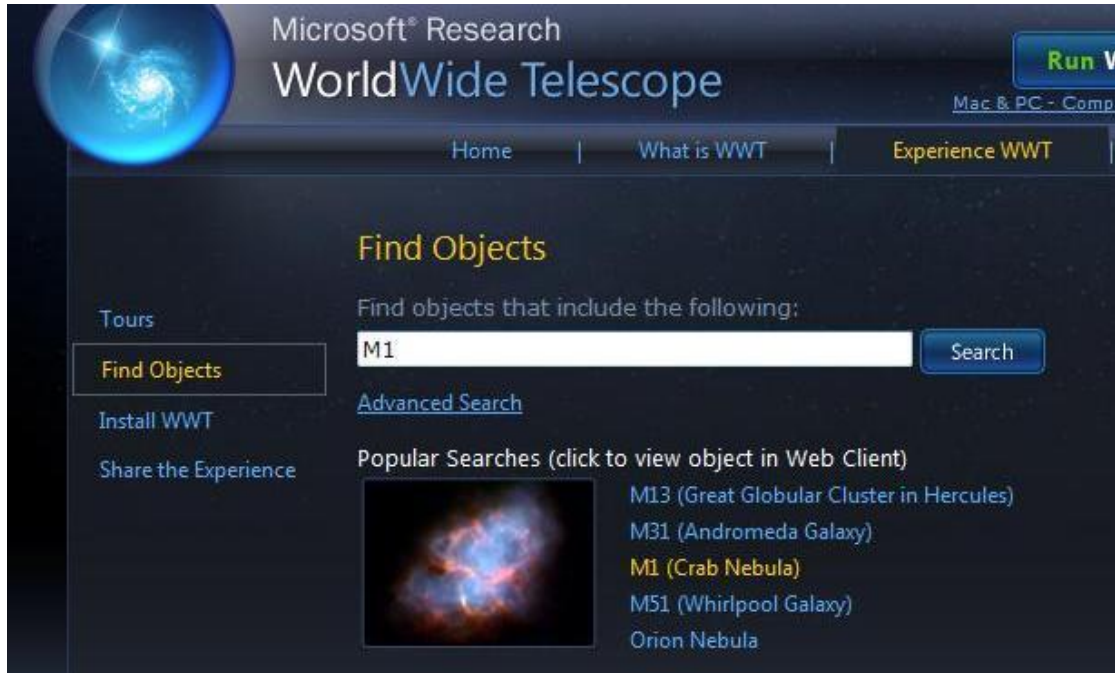 Microsoft® Research
WorldWide Telescope
Run
Mac & PC -
Home | What is WWT | Experience WWT |
Find Objects
Find objects that include the following:
Tours
M1
Search
Find Objects
Advanced Search
Install WWT
Share the Experience
Popular Searches (click to view object in Web Client)
M13 (Great Globular Cluster in Hercules)
M31 (Andromeda Galaxy)
M1 (Crab Nebula)
M51 (Whirlpool Galaxy)
Orion Nebula